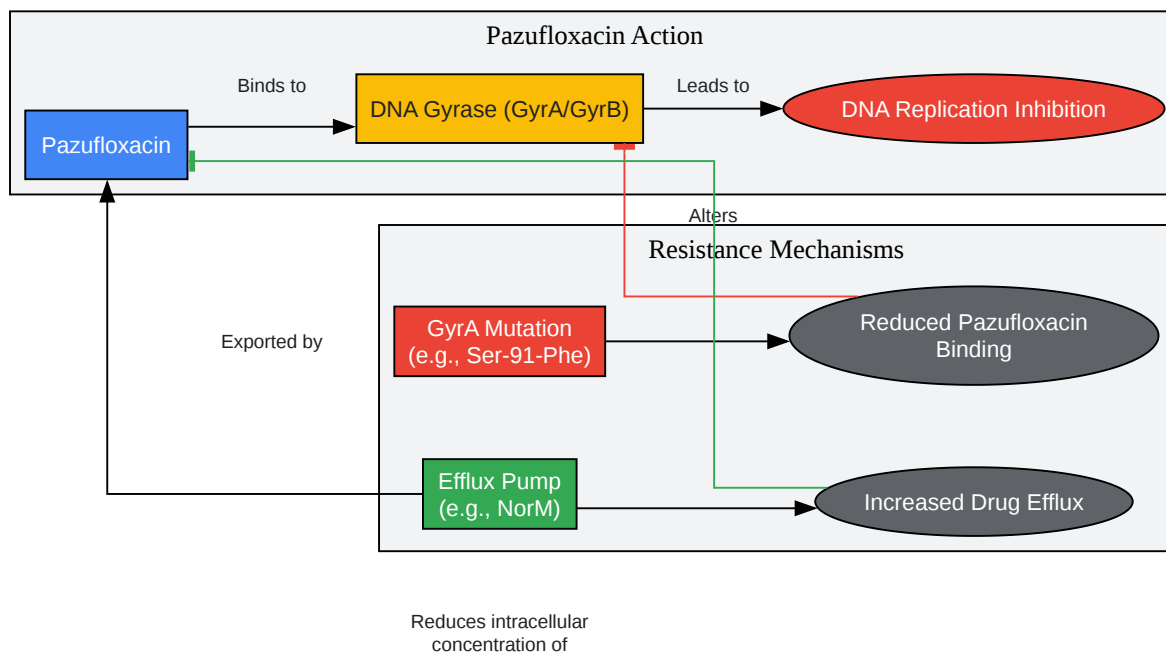 Pazufloxacin Action
Binds to
Leads to
DNA Gyrase (GyrA/GyrB)
DNA Replication Inhibition
Pazufloxacin
Alters
Resistance Mechanisms
GyrA Mutation
(e.g., Ser-91-Phe)
Reduced Pazufloxacin
Binding
Exported by
Efflux Pump
(e.g., NorM)
Increased Drug Efflux
Reduces intracellular
concentration of